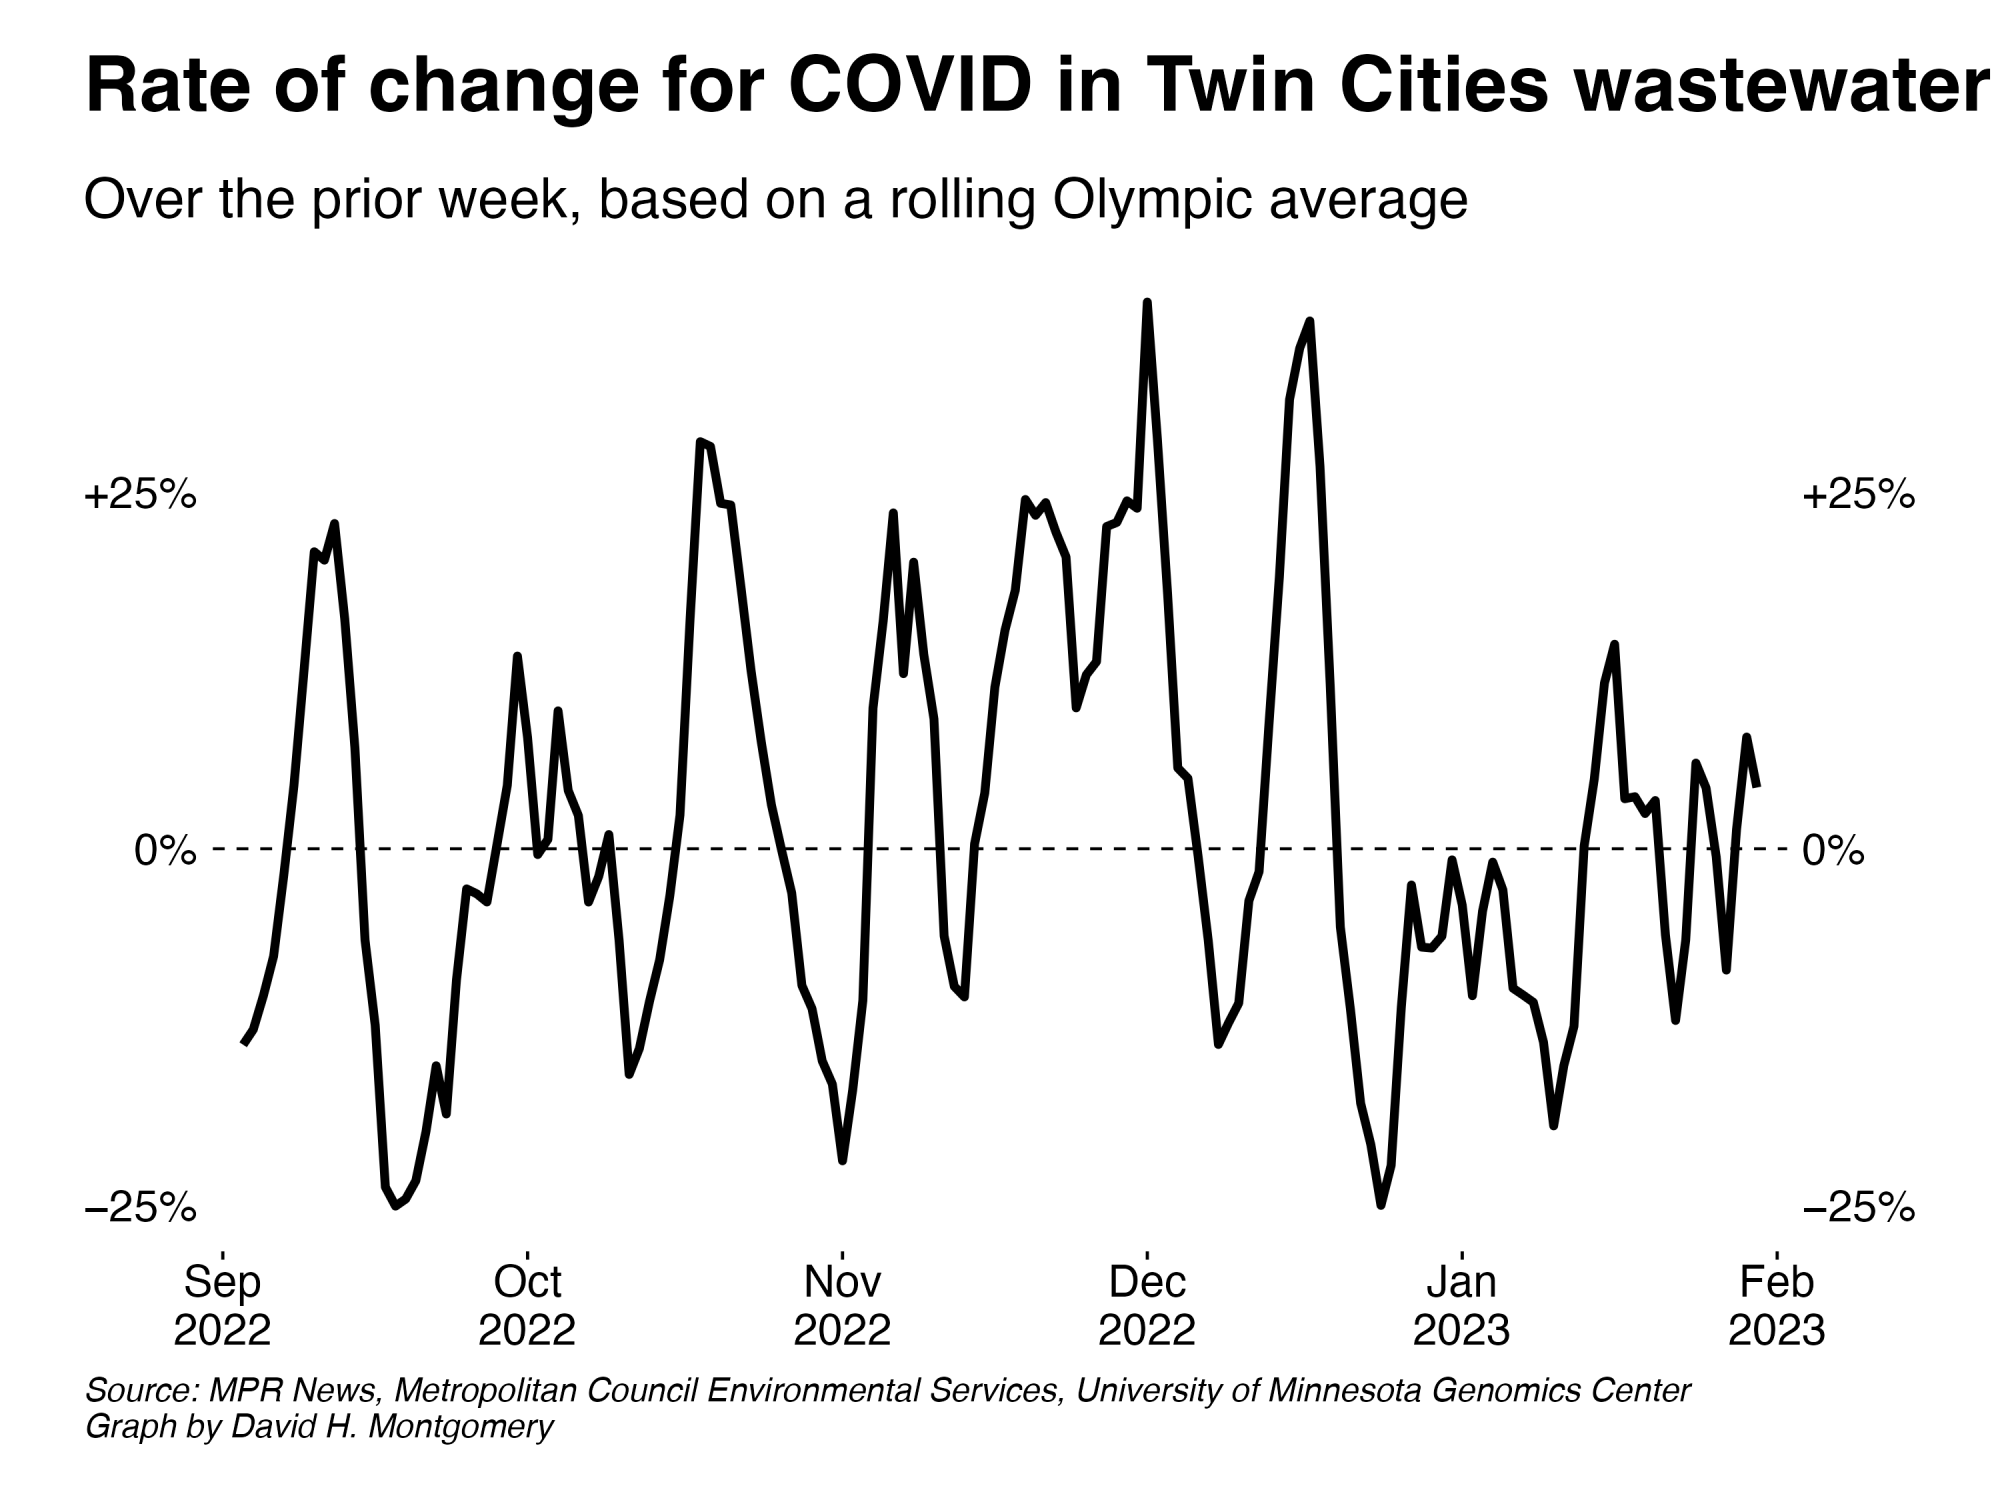 Rate of change for COVID in Twin Cities wastewater
Over the prior week, based on a rolling Olympic average
+25% +25%
0% 0%
−25% −25%
Sep Oct Nov Dec Jan Feb
2022 2022 2022 2022 2023 2023
Source: MPR News, Metropolitan Council Environmental Services, University of Minnesota Genomics Center
Graph by David H. Montgomery